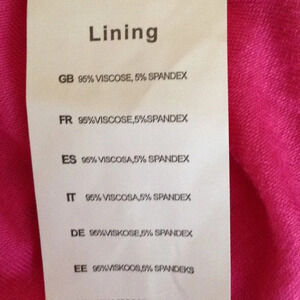 Lining
GB 95% VISCOSE, 5% SPANDEX
FR 95%VISCOSE,5%SPANDEX
ES 95% VISCOSA,5% SPANDEX
IT 95% VISCOSA,5% SPANDEX
DE 95%VISKOSE,5% SPANDEX
EE 95%VISKOOS,5% SPANDEKS